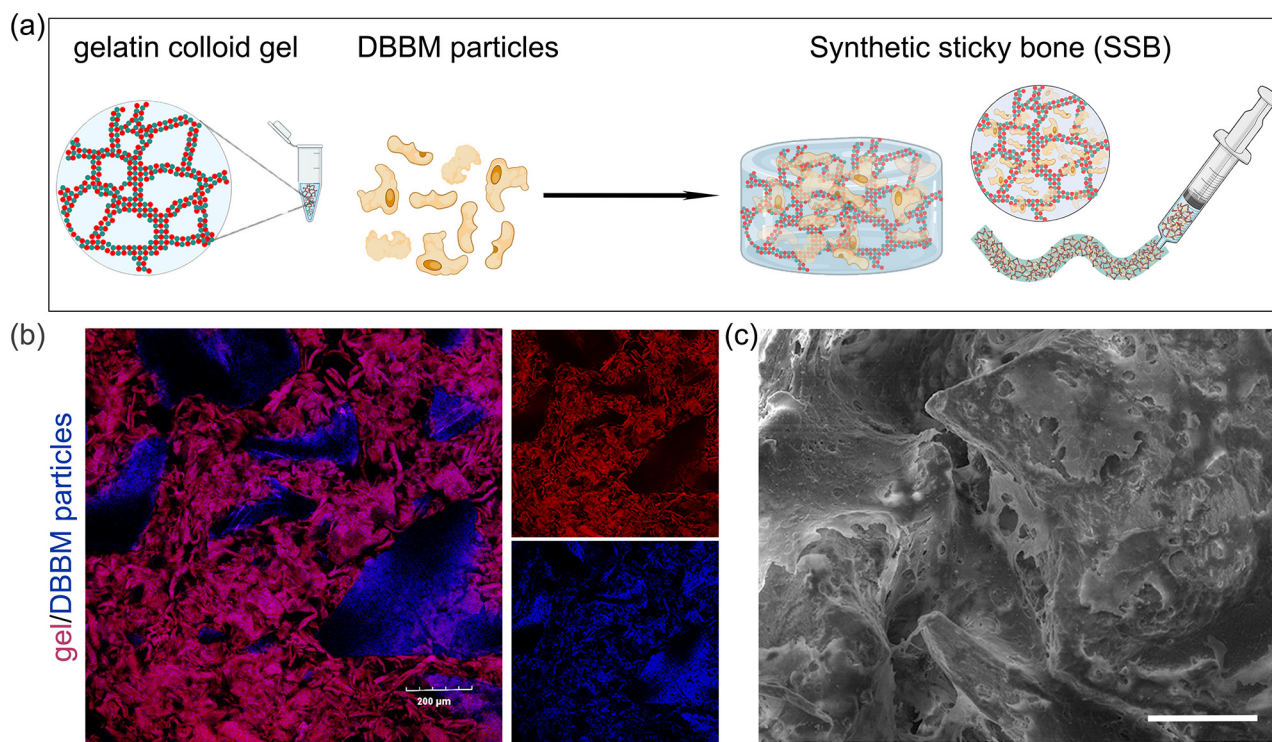 (a)
gelatin colloid gel
DBBM particles
Synthetic sticky bone (SSB)
(b)
gel/DBBM particles
200 µm
(c)